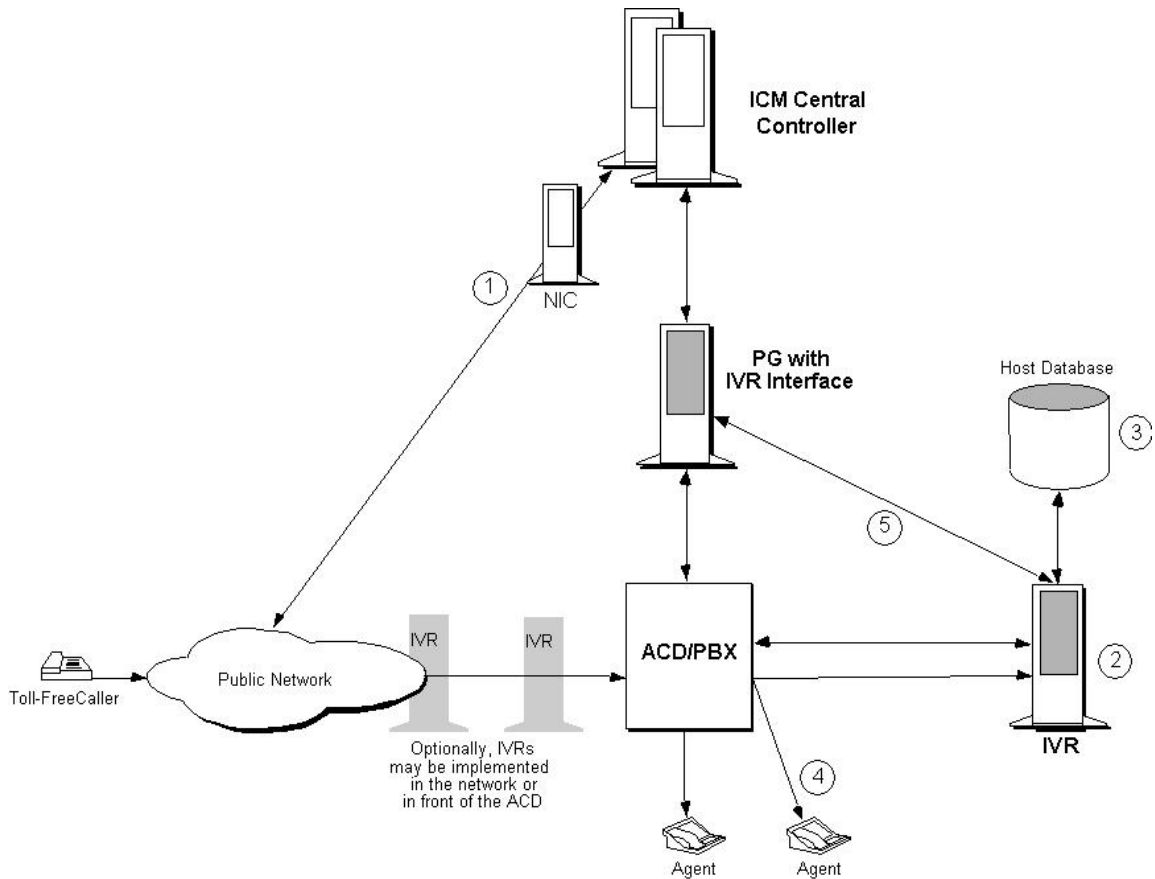 ICM Central
Controller
1
NIC
PG with
IVR Interface
Host Database
3
5
IVR
IVR
ACD/PBX
2
Public Network
Toll-FreeCaller
IVR
Optionally, IVRs
may be implemented
in the network or
in front of the ACD
4
Agent
Agent